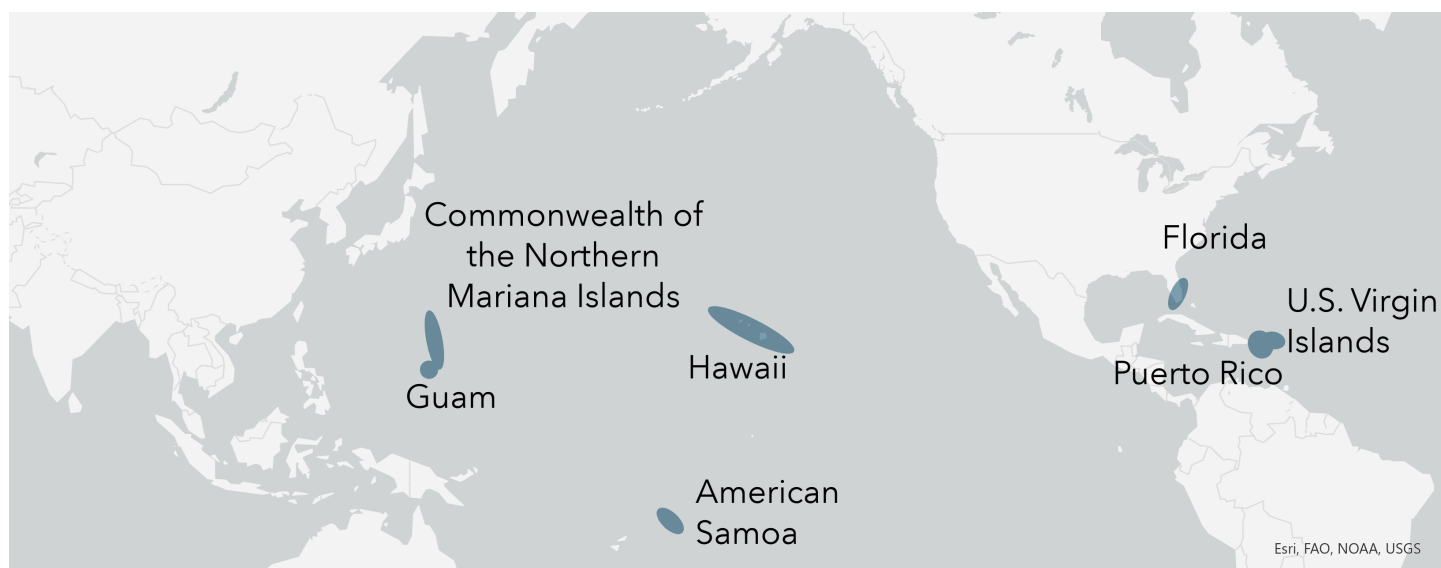 Commonwealth of
the Northern
Mariana Islands
Guam
Hawaii
American
Samoa
Florida
U.S. Virgin
Islands
Puerto Rico
Esri, FAO, NOAA, USGS